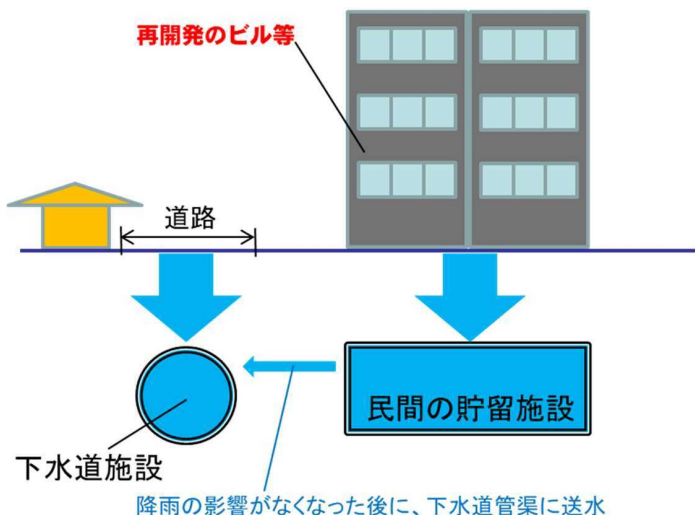 再開発のビル等
道路
民間の貯留施設
下水道施設
降雨の影響がなくなった後に、下水道管渠に送水